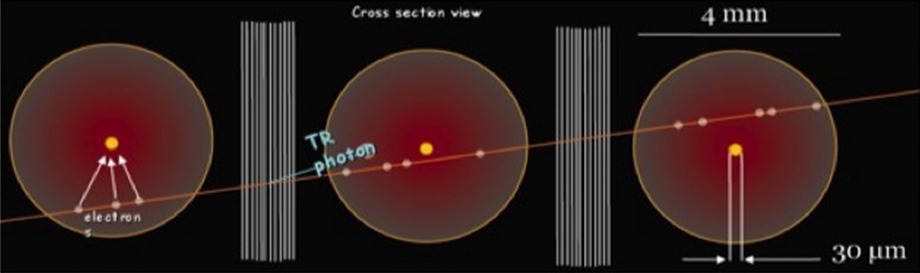 Cross section view
4 mm
TR
photon
electron
s
30 µm